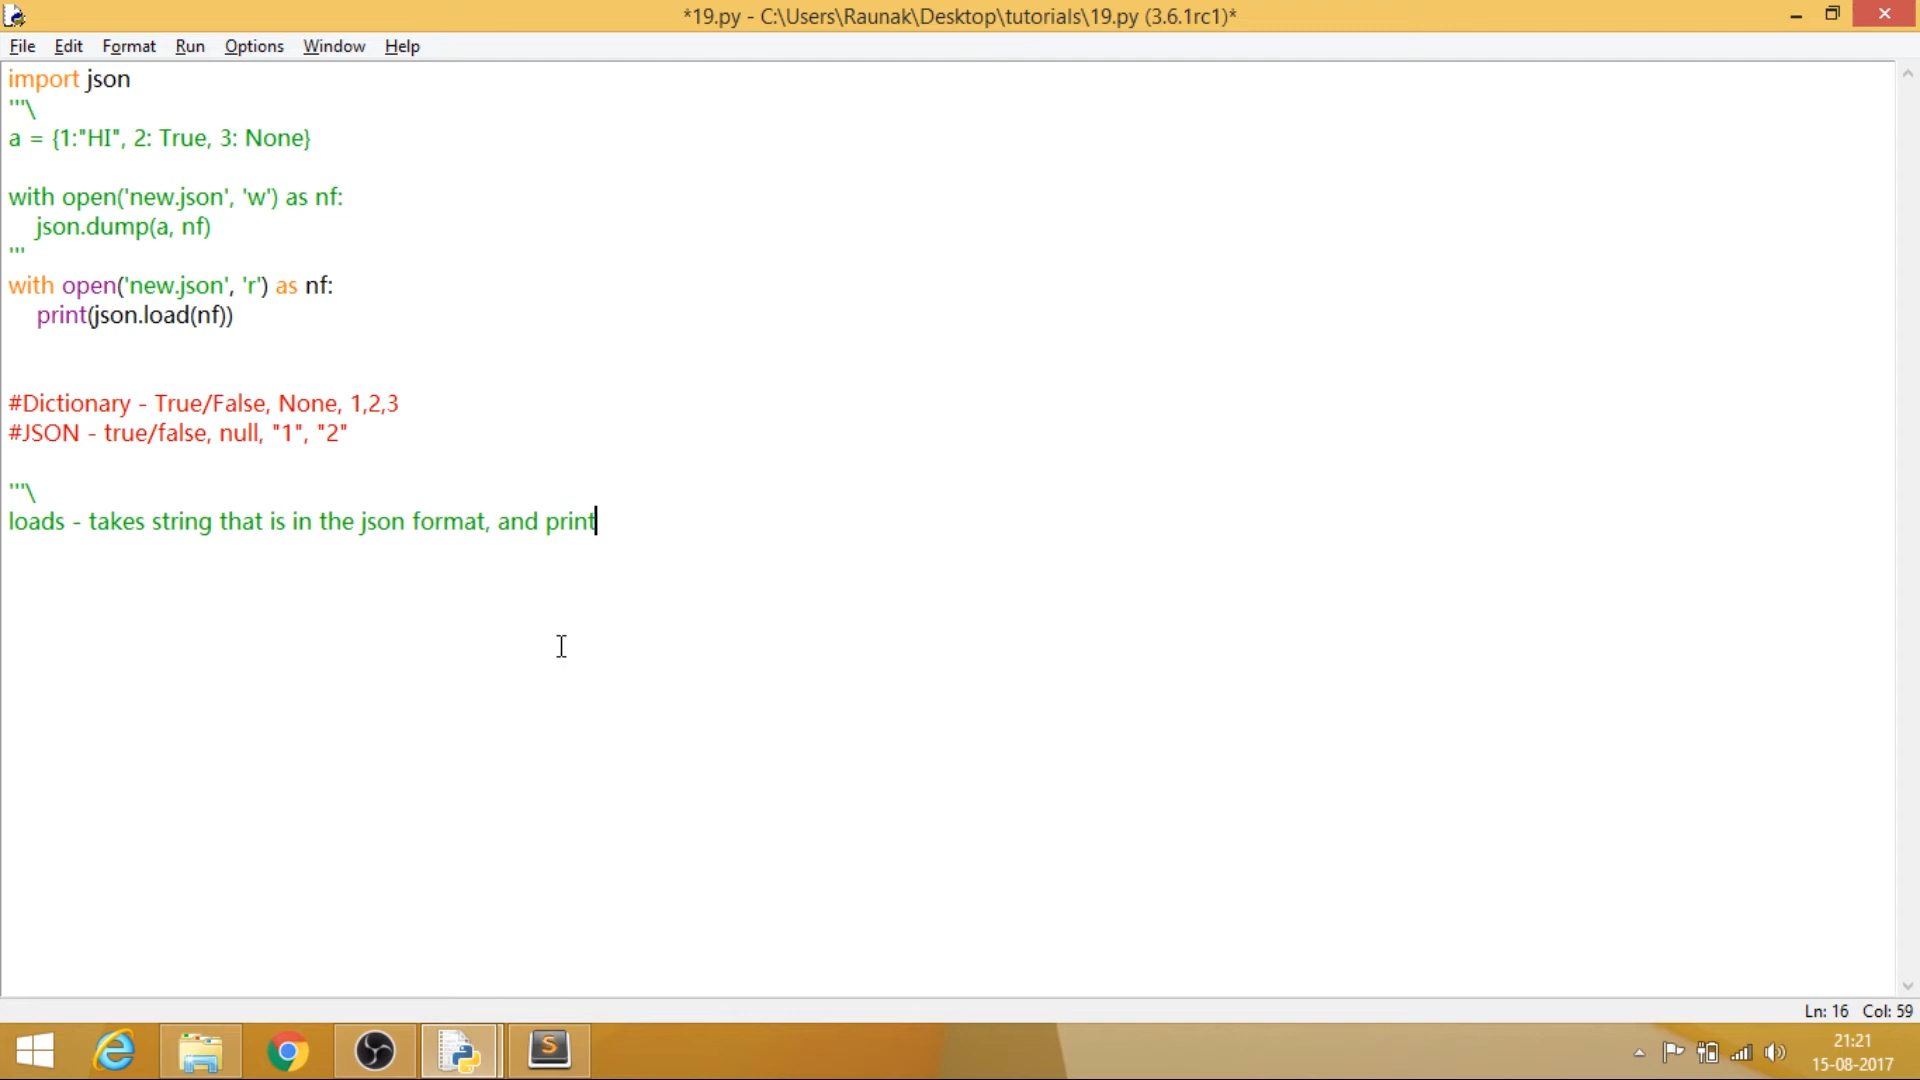 *19.py - C:\Users\Raunak\Desktop\tutorials\19.py (3.6.1rc1)*
File Edit Format Run Options Window Help
import json
'''\
a = {1:"HI", 2: True, 3: None}
with open('new.json', 'w') as nf:
    json.dump(a, nf)
'''
with open('new.json', 'r') as nf:
    print(json.load(nf))
#Dictionary - True/False, None, 1,2,3
#JSON - true/false, null, "1", "2"
'''\
loads - takes string that is in the json format, and print
Ln: 16 Col: 59
21:21
15-08-2017